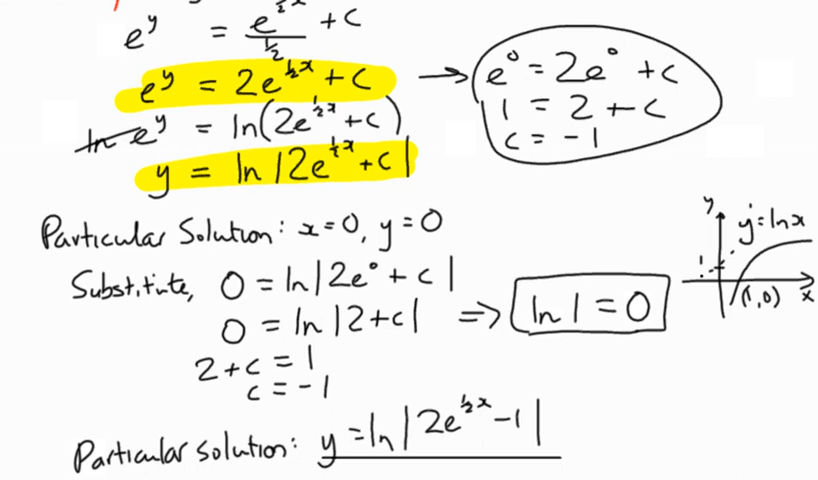 e^y = e^{½x}/½ + c
e^y = 2e^{½x} + c → e^0 = 2e^0 + c
1 = 2 + c
c = -1
ln e^y = ln(2e^{½x} + c)
y = ln|2e^{½x} + c|
Particular Solution: x=0, y=0
Substitute, 0 = ln|2e^0 + c|
0 = ln|2+c| => ln 1 = 0
2+c = 1
c = -1
y
y=lnx
1
(1,0)
x
Particular solution: y = ln|2e^{½x} - 1|